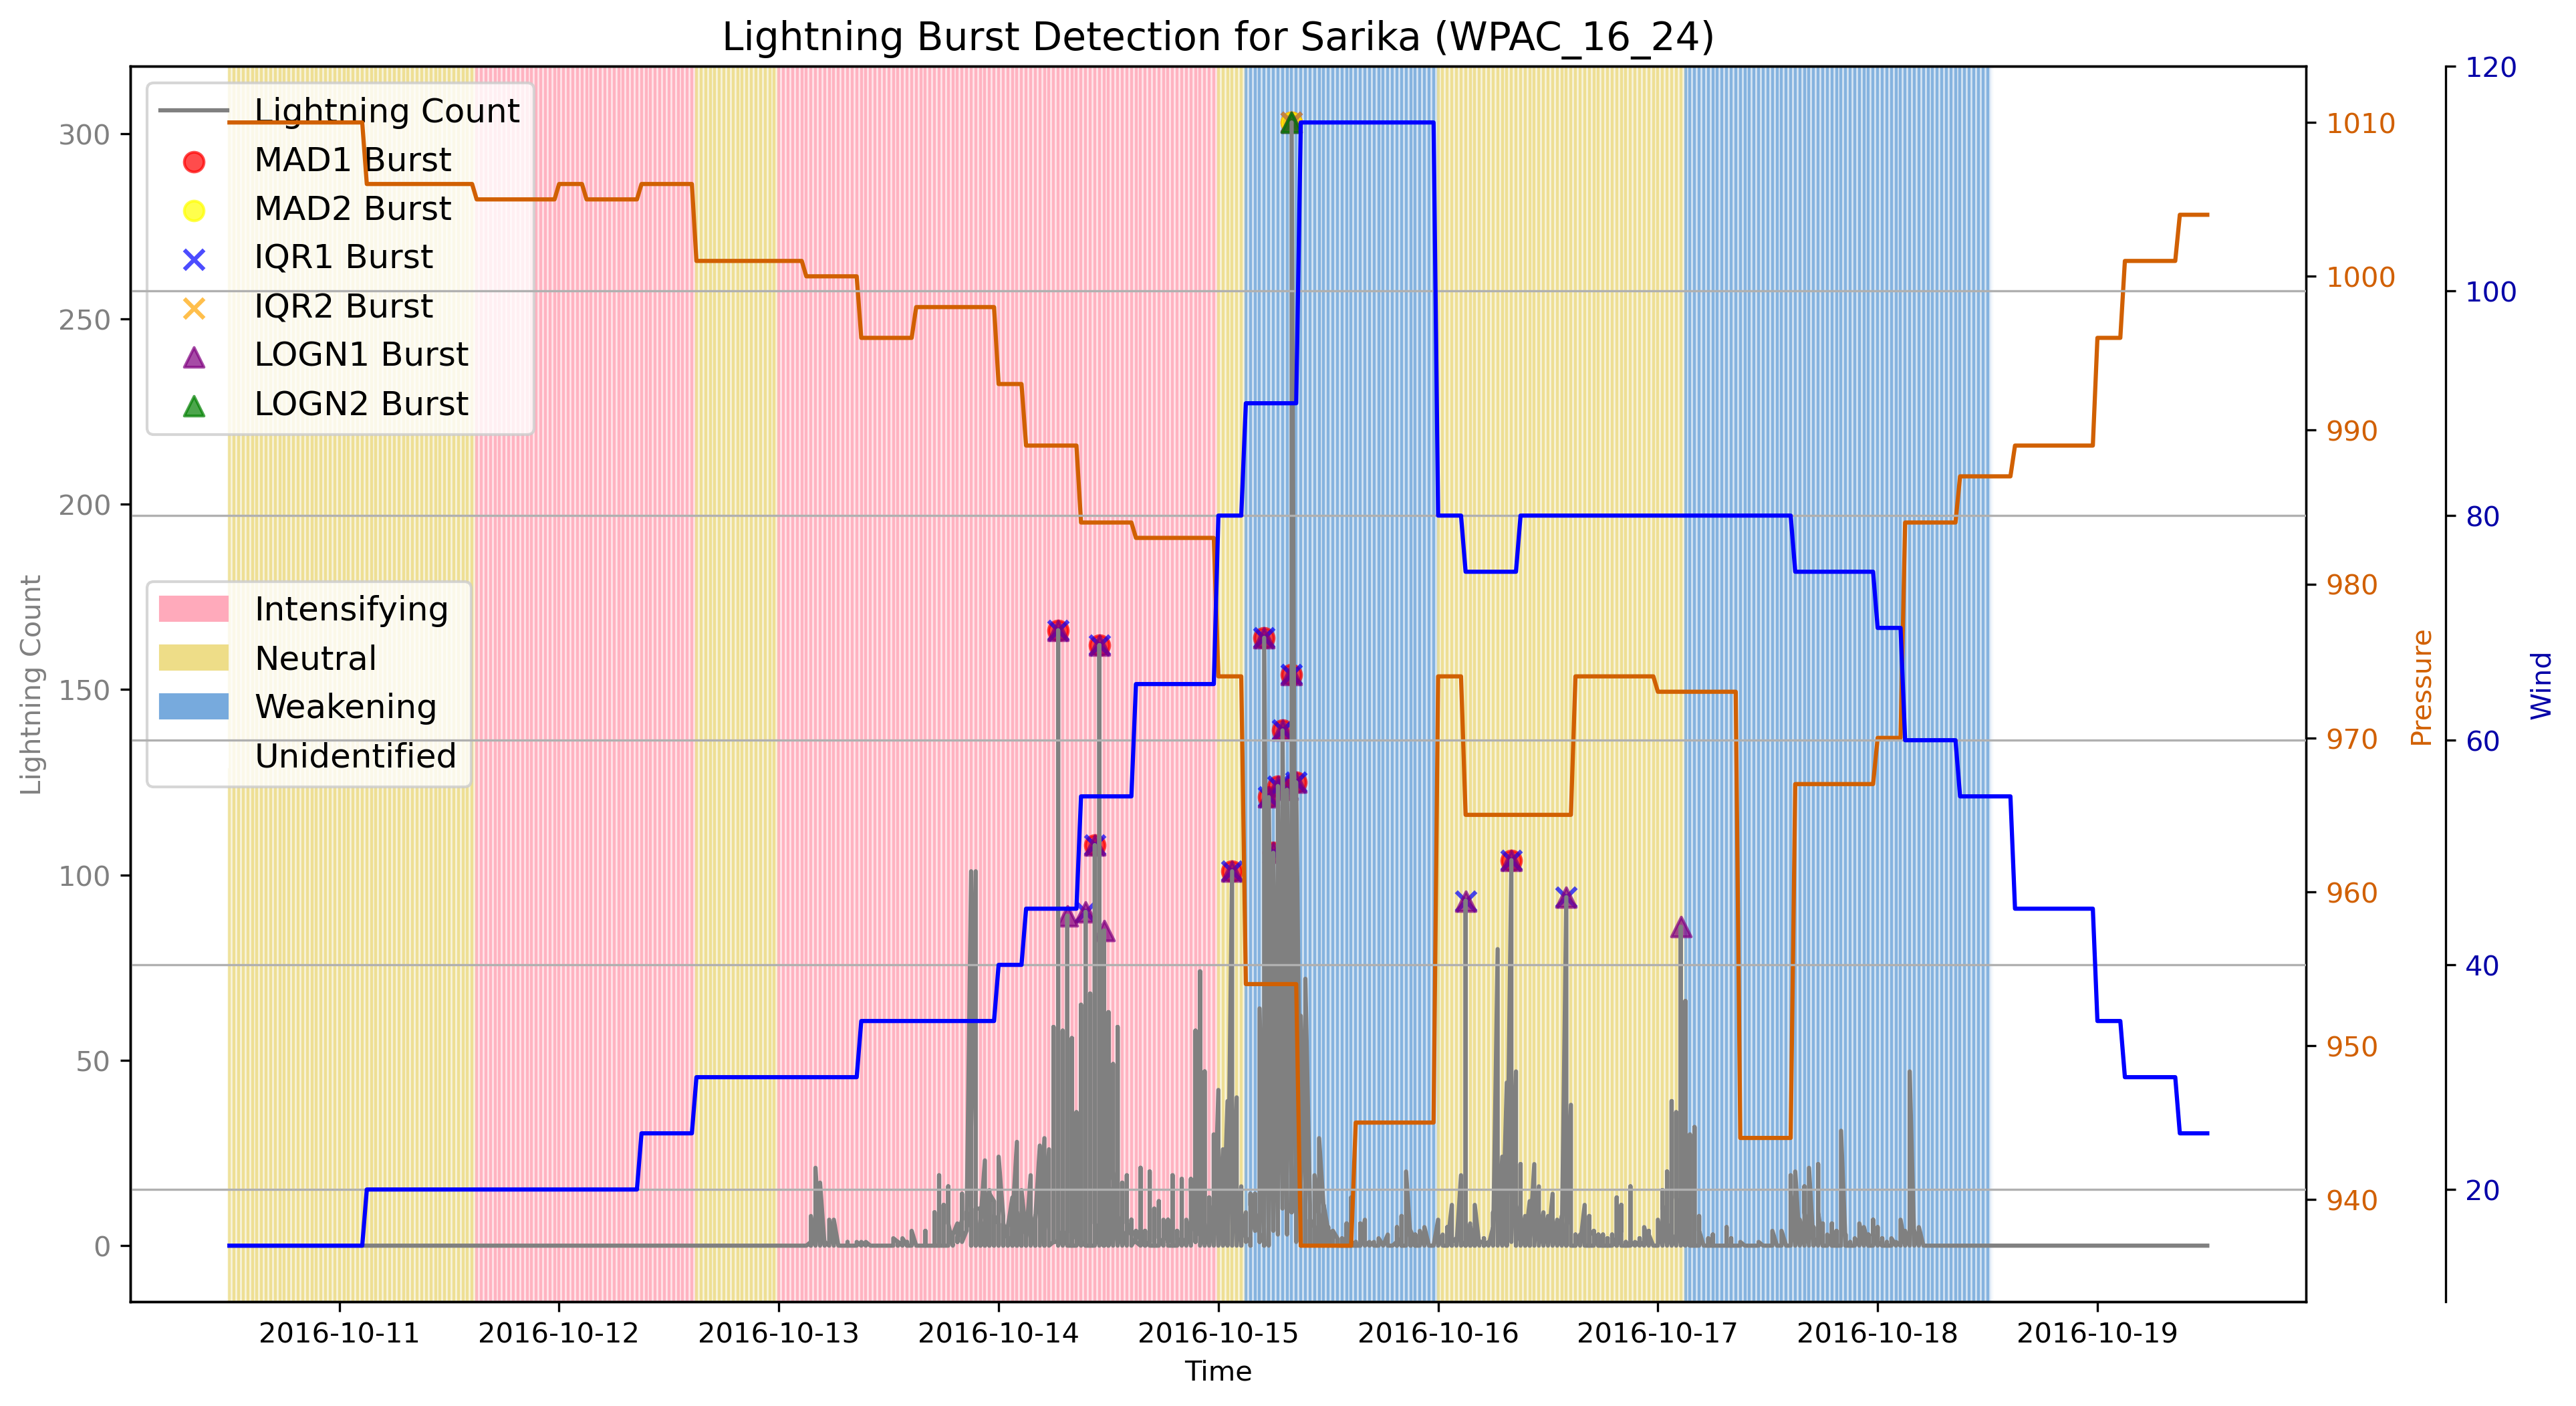 Lightning Burst Detection for Sarika (WPAC_16_24)
Lightning Count
MAD1 Burst
MAD2 Burst
IQR1 Burst
IQR2 Burst
LOGN1 Burst
LOGN2 Burst
Intensifying
Neutral
Weakening
Unidentified
300
250
200
150
100
50
0
Lightning Count
1010
1000
990
980
970
960
950
940
Pressure
120
100
80
60
40
20
Wind
2016-10-11
2016-10-12
2016-10-13
2016-10-14
2016-10-15
2016-10-16
2016-10-17
2016-10-18
2016-10-19
Time